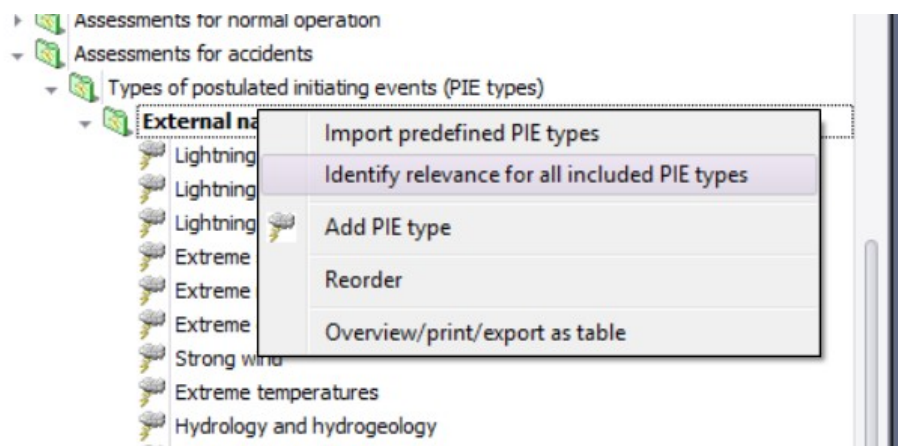 Assessments for normal operation
Assessments for accidents
Types of postulated initiating events (PIE types)
External na
Import predefined PIE types
Lightning
Identify relevance for all included PIE types
Lightning
Lightning
Add PIE type
Extreme
Reorder
Extreme
Extreme
Overview/print/export as table
Strong wind
Extreme temperatures
Hydrology and hydrogeology